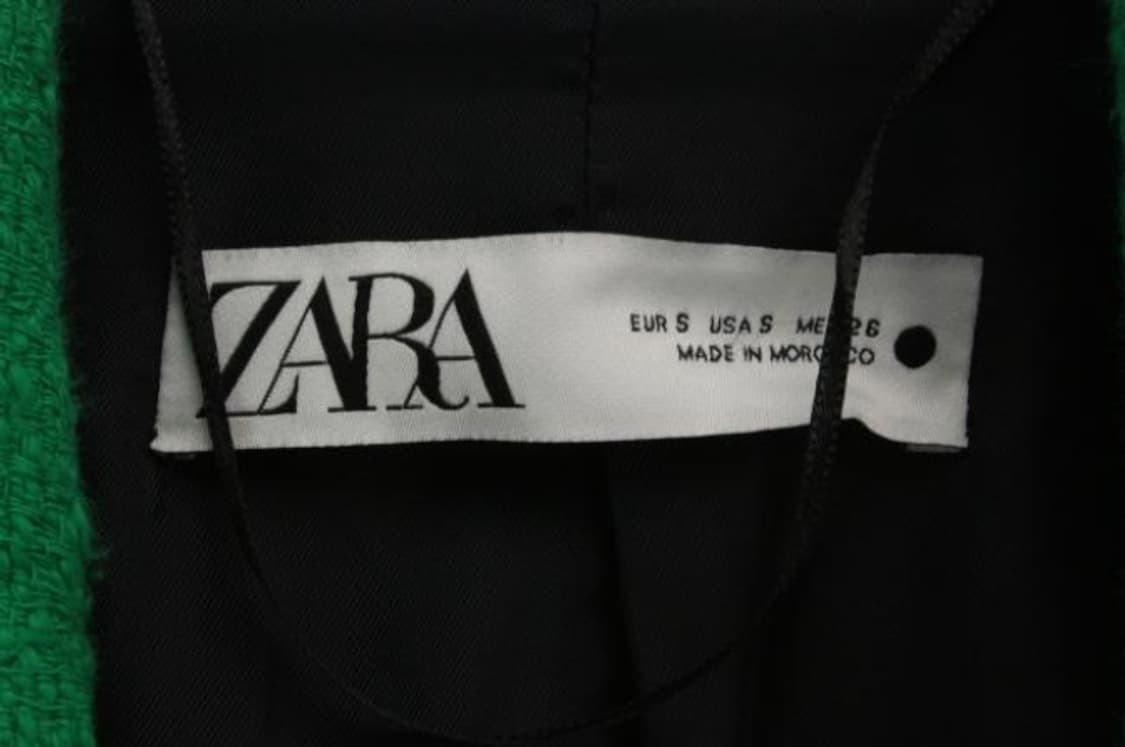 ZARA
EUR S USA S MEX 26
MADE IN MOROCCO